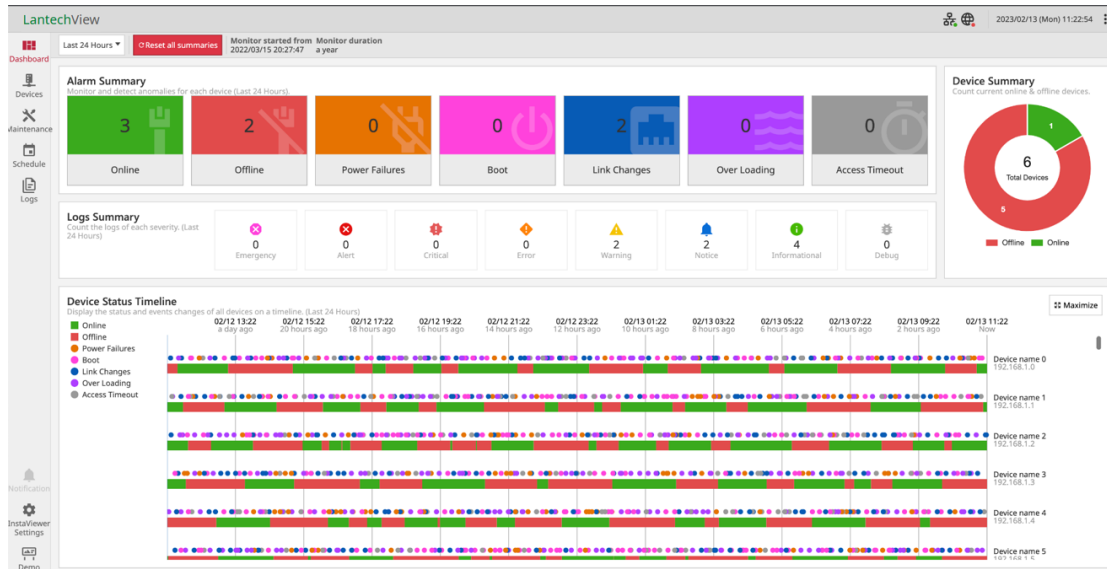 LantechView
2023/02/13 (Mon) 11:22:54
Dashboard
Devices
Maintenance
Schedule
Logs
Notification
InstaViewer
Settings
Demo
Last 24 Hours
Reset all summaries
Monitor started from Monitor duration
2022/03/15 20:27:47 a year
Alarm Summary
Monitor and detect anomalies for each device (Last 24 Hours).
3 2 0 0 2 0 0
Online Offline Power Failures Boot Link Changes Over Loading Access Timeout
Device Summary
Count current online & offline devices.
1
6
Total Devices
5
Offline Online
Logs Summary
Count the logs of each severity. (Last
24 Hours)
0 0 0 0 2 2 4 0
Emergency Alert Critical Error Warning Notice Informational Debug
Device Status Timeline
Display the status and events changes of all devices on a timeline. (Last 24 Hours)
Maximize
Online
Offline
Power Failures
Boot
Link Changes
Over Loading
Access Timeout
02/12 13:22 02/12 15:22 02/12 17:22 02/12 19:22 02/12 21:22 02/12 23:22 02/13 01:22 02/13 03:22 02/13 05:22 02/13 07:22 02/13 09:22 02/13 11:22
a day ago 20 hours ago 18 hours ago 16 hours ago 14 hours ago 12 hours ago 10 hours ago 8 hours ago 6 hours ago 4 hours ago 2 hours ago Now
Device name 0
192.168.1.0
Device name 1
192.168.1.1
Device name 2
192.168.1.2
Device name 3
192.168.1.3
Device name 4
192.168.1.4
Device name 5
192.168.1.5